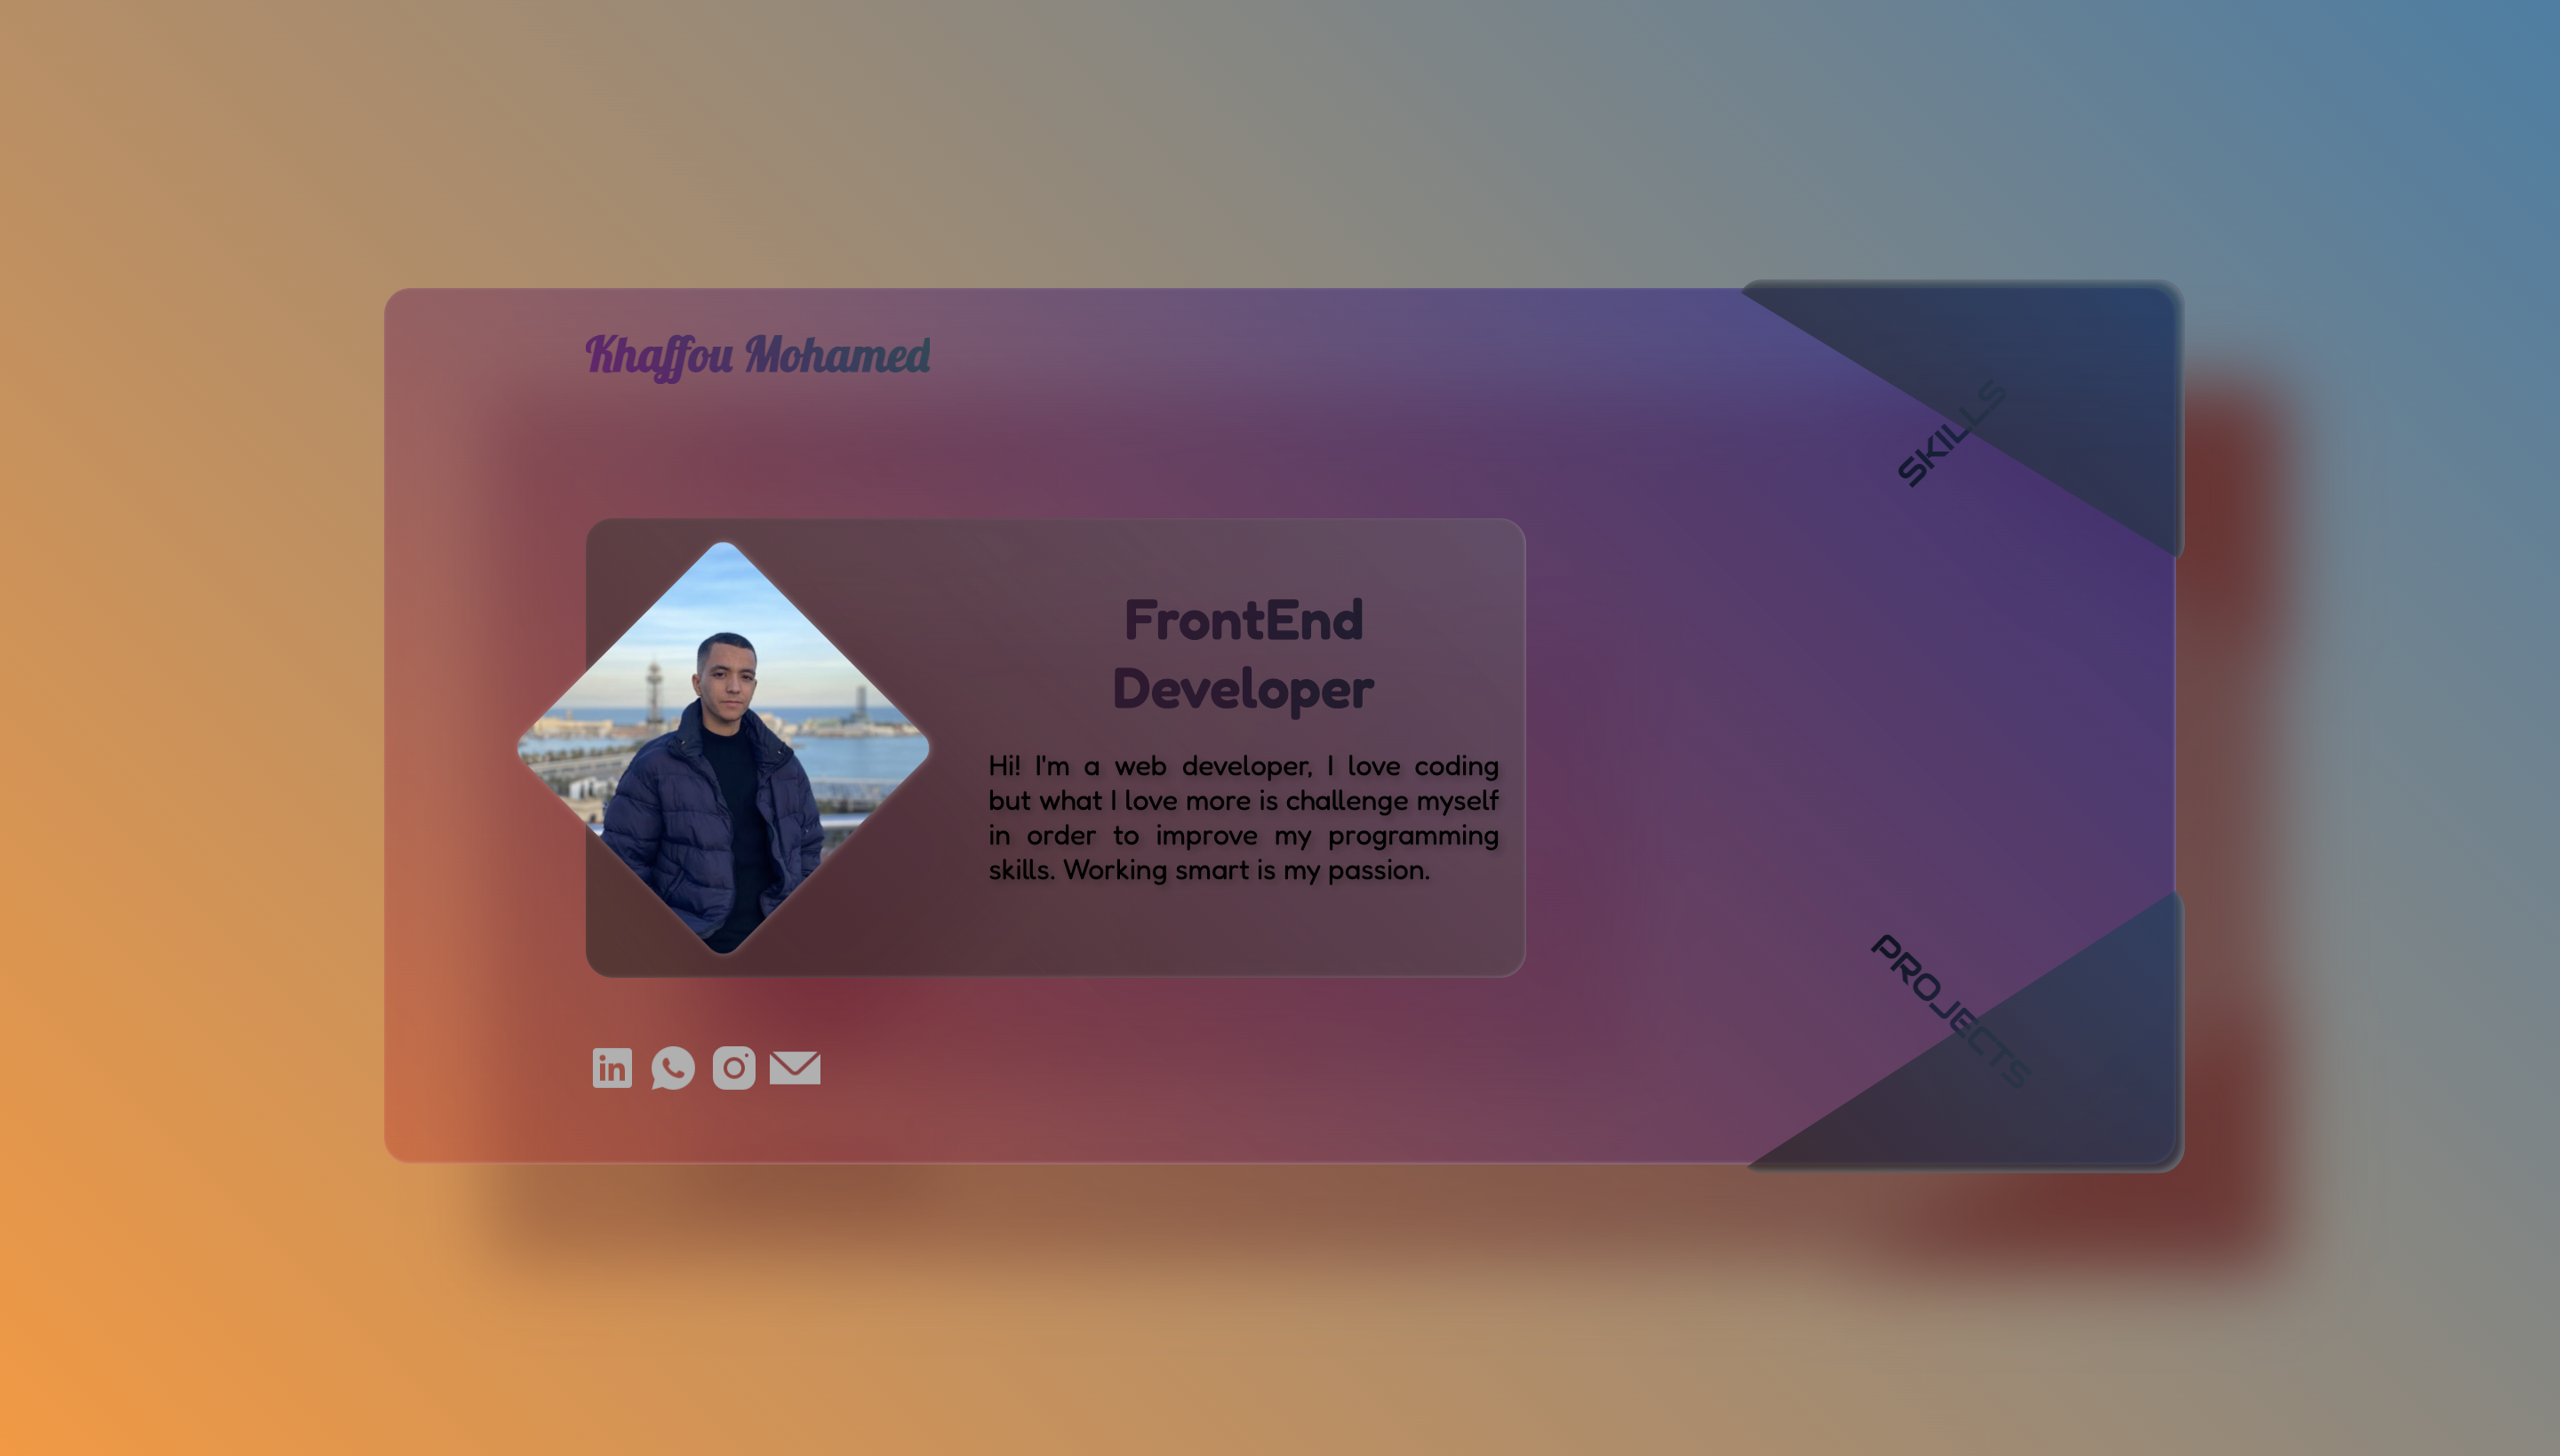 Khaffou Mohamed
SKILLS
FrontEnd
Developer
Hi! I'm a web developer, I love coding
but what I love more is challenge myself
in order to improve my programming
skills. Working smart is my passion.
PROJECTS
in